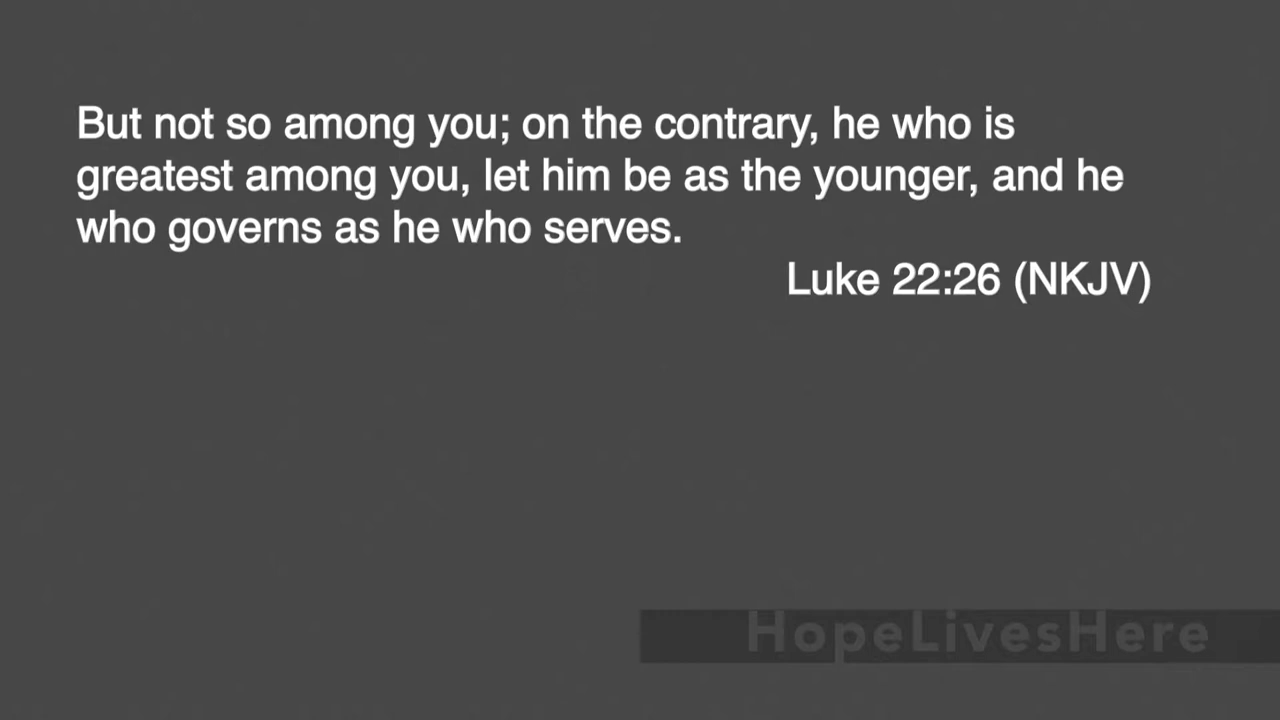 But not so among you; on the contrary, he who is
greatest among you, let him be as the younger, and he
who governs as he who serves.
Luke 22:26 (NKJV)
HopeLivesHere